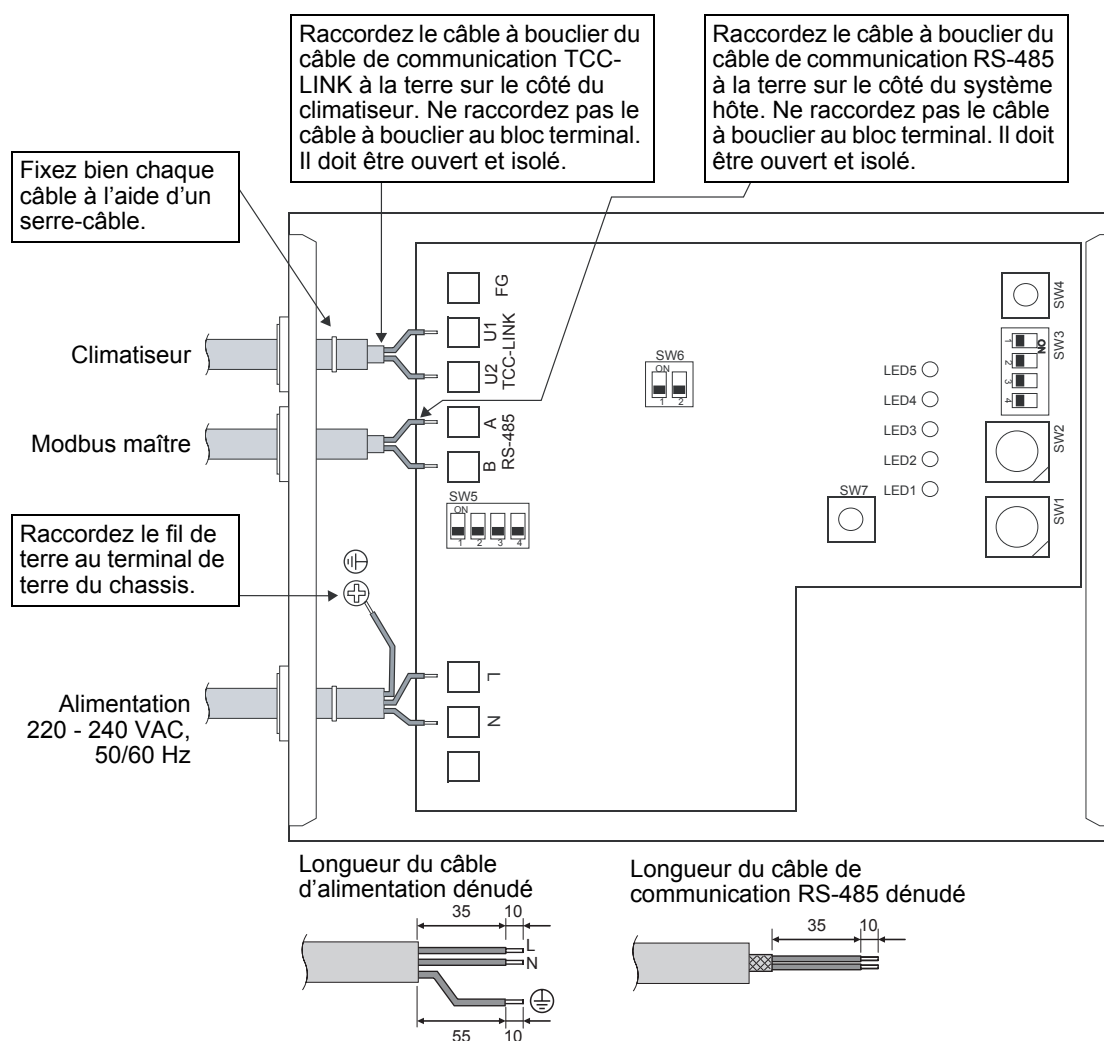 Raccordez le câble à bouclier du
câble de communication TCC-
LINK à la terre sur le côté du
climatiseur. Ne raccordez pas le
câble à bouclier au bloc terminal.
Il doit être ouvert et isolé.
Raccordez le câble à bouclier du
câble de communication RS-485
à la terre sur le côté du système
hôte. Ne raccordez pas le câble
à bouclier au bloc terminal. Il doit
être ouvert et isolé.
Fixez bien chaque
câble à l’aide d’un
serre-câble.
Climatiseur
Modbus maître
Raccordez le fil de
terre au terminal de
terre du chassis.
Alimentation
220 - 240 VAC,
50/60 Hz
FG
U1
U2
TCC-LINK
A
B
RS-485
SW5
ON
1 2 3 4
L
N
SW6
ON
1 2
LED5
LED4
LED3
LED2
LED1
SW7
SW4
SW3
ON
1
2
3
4
SW2
SW1
Longueur du câble
d’alimentation dénudé
35 10
L
N
55 10
Longueur du câble de
communication RS-485 dénudé
35 10